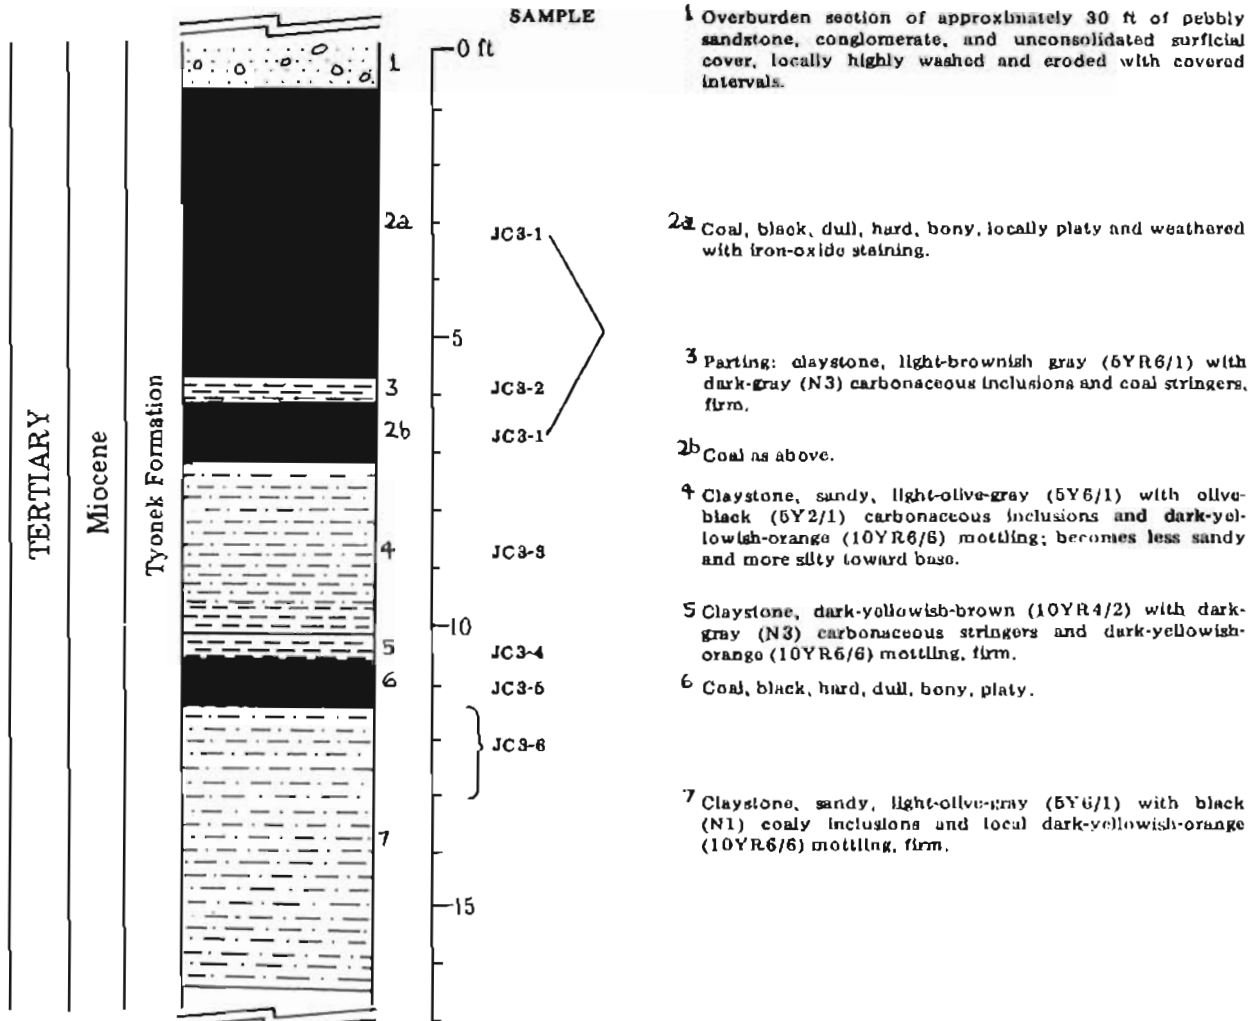 SAMPLE
0 ft
5
10
15
TERTIARY
Miocene
Tyonek Formation
1
2a
3
2b
4
5
6
7
JC3-1
JC3-2
JC3-1
JC3-3
JC3-4
JC3-5
JC3-6
1 Overburden section of approximately 30 ft of pebbly
sandstone, conglomerate, and unconsolidated surficial
cover, locally highly washed and eroded with covered
intervals.
2a Coal, black, dull, hard, bony, locally platy and weathered
with iron-oxide staining.
3 Parting: claystone, light-brownish gray (5YR6/1) with
dark-gray (N3) carbonaceous inclusions and coal stringers,
firm.
2b Coal as above.
4 Claystone, sandy, light-olive-gray (5Y6/1) with olive-
black (5Y2/1) carbonaceous inclusions and dark-yel-
lowish-orange (10YR6/6) mottling; becomes less sandy
and more silty toward base.
5 Claystone, dark-yellowish-brown (10YR4/2) with dark-
gray (N3) carbonaceous stringers and dark-yellowish-
orange (10YR6/6) mottling, firm.
6 Coal, black, hard, dull, bony, platy.
7 Claystone, sandy, light-olive-gray (5Y6/1) with black
(N1) coaly inclusions and local dark-yellowish-orange
(10YR6/6) mottling, firm.